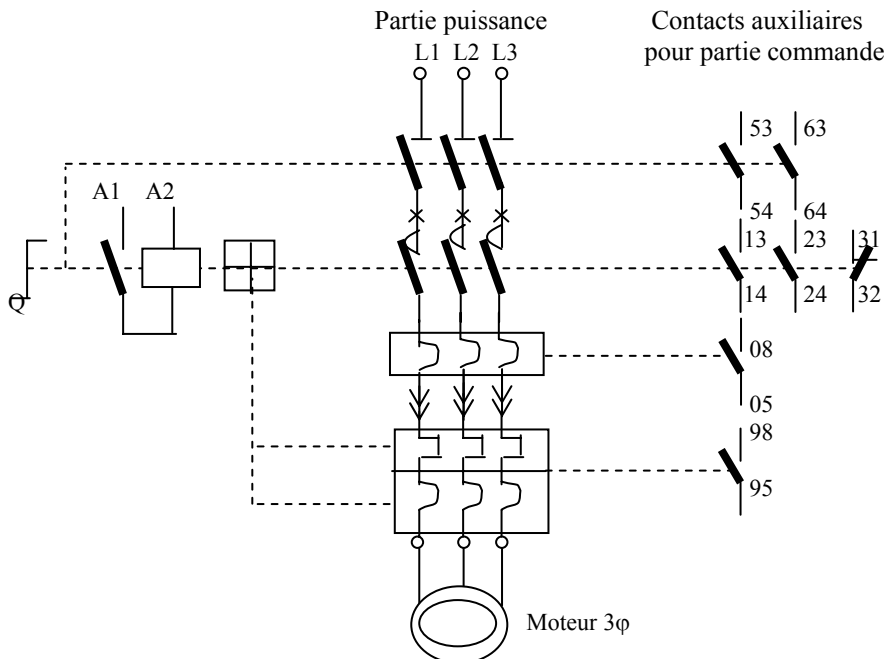 Partie puissance
Contacts auxiliaires
pour partie commande
L1 L2 L3
53 63
A1 A2
54 64
13 23 31
Q
14 24 32
08
05
98
95
Moteur 3φ